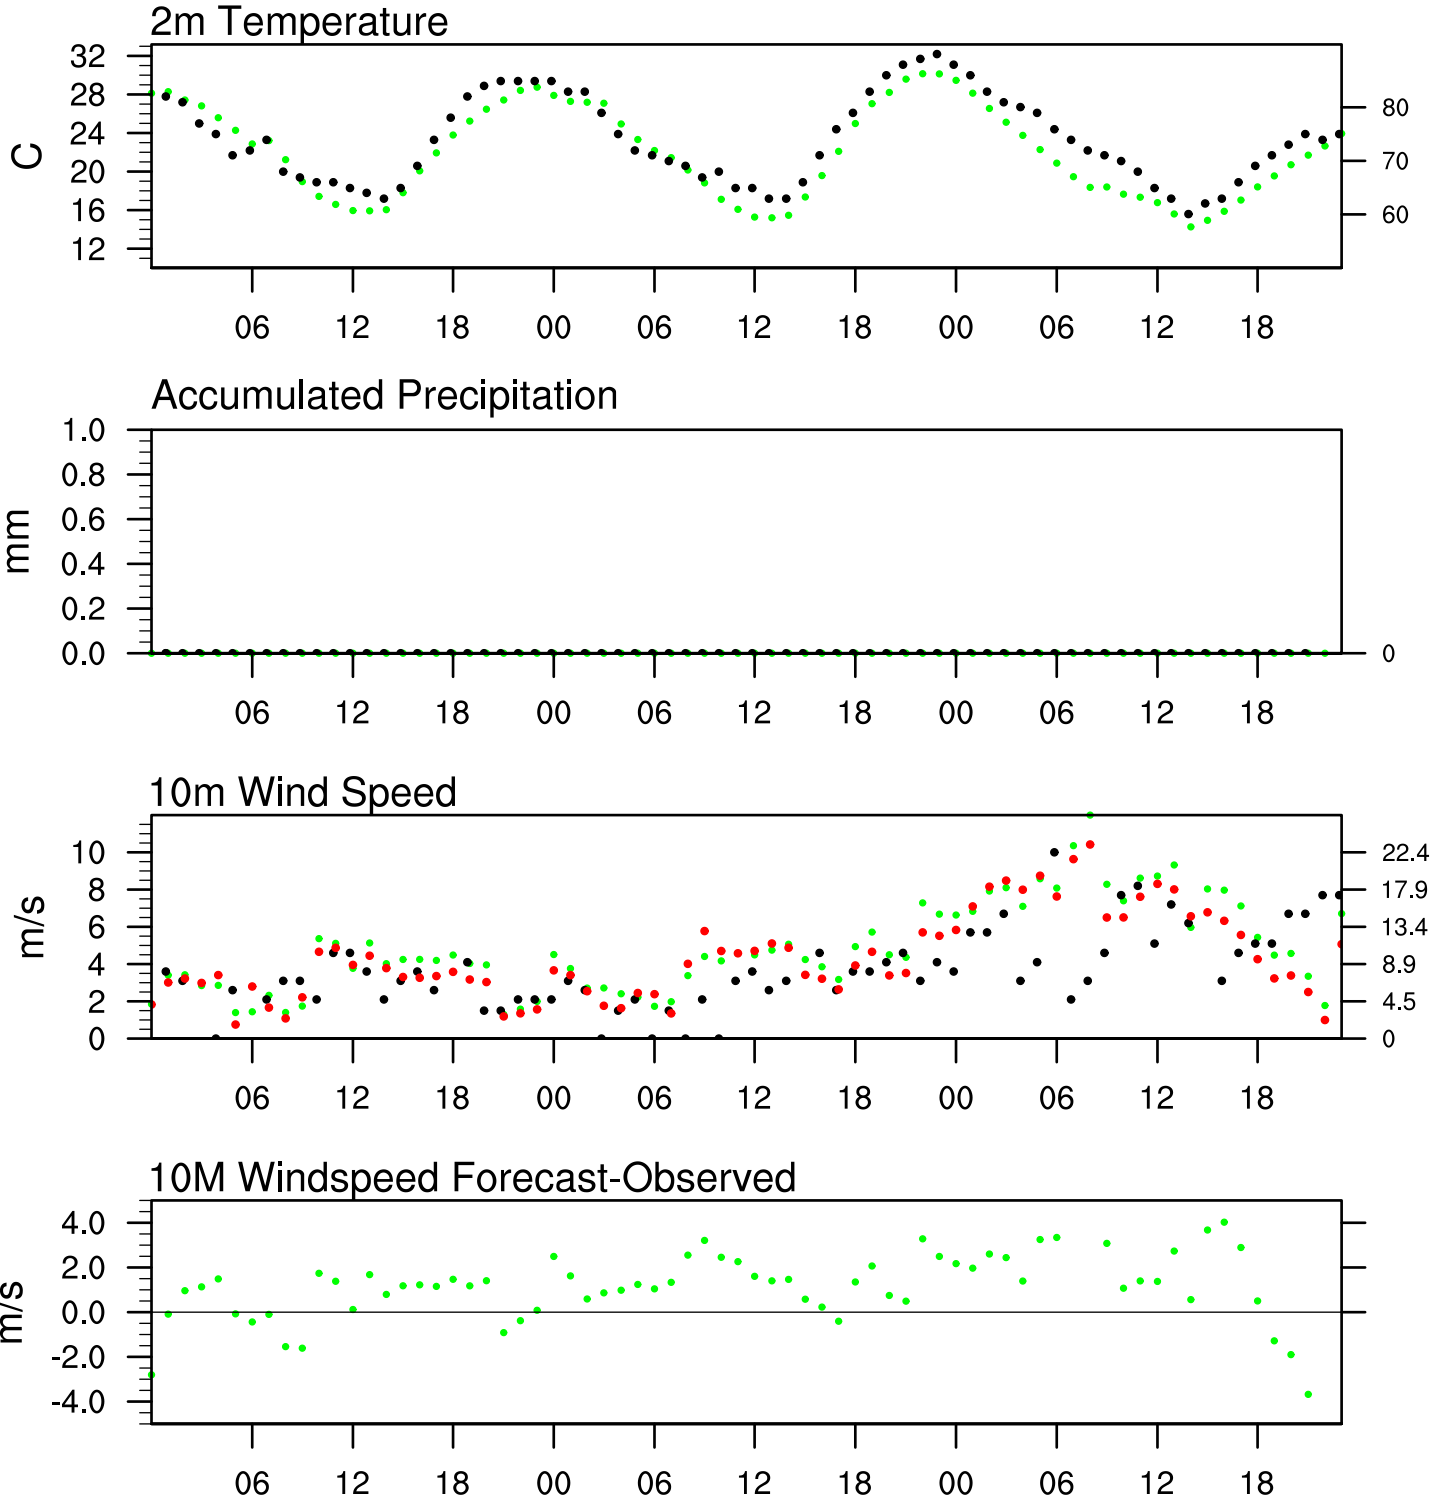 2m Temperature
32
28
24
20
16
12
C
80
70
60
06 12 18 00 06 12 18 00 06 12 18
Accumulated Precipitation
1.0
0.8
0.6
0.4
0.2
0.0
mm
0
06 12 18 00 06 12 18 00 06 12 18
10m Wind Speed
10
8
6
4
2
0
m/s
22.4
17.9
13.4
8.9
4.5
0
06 12 18 00 06 12 18 00 06 12 18
10M Windspeed Forecast-Observed
4.0
2.0
0.0
-2.0
-4.0
m/s
06 12 18 00 06 12 18 00 06 12 18